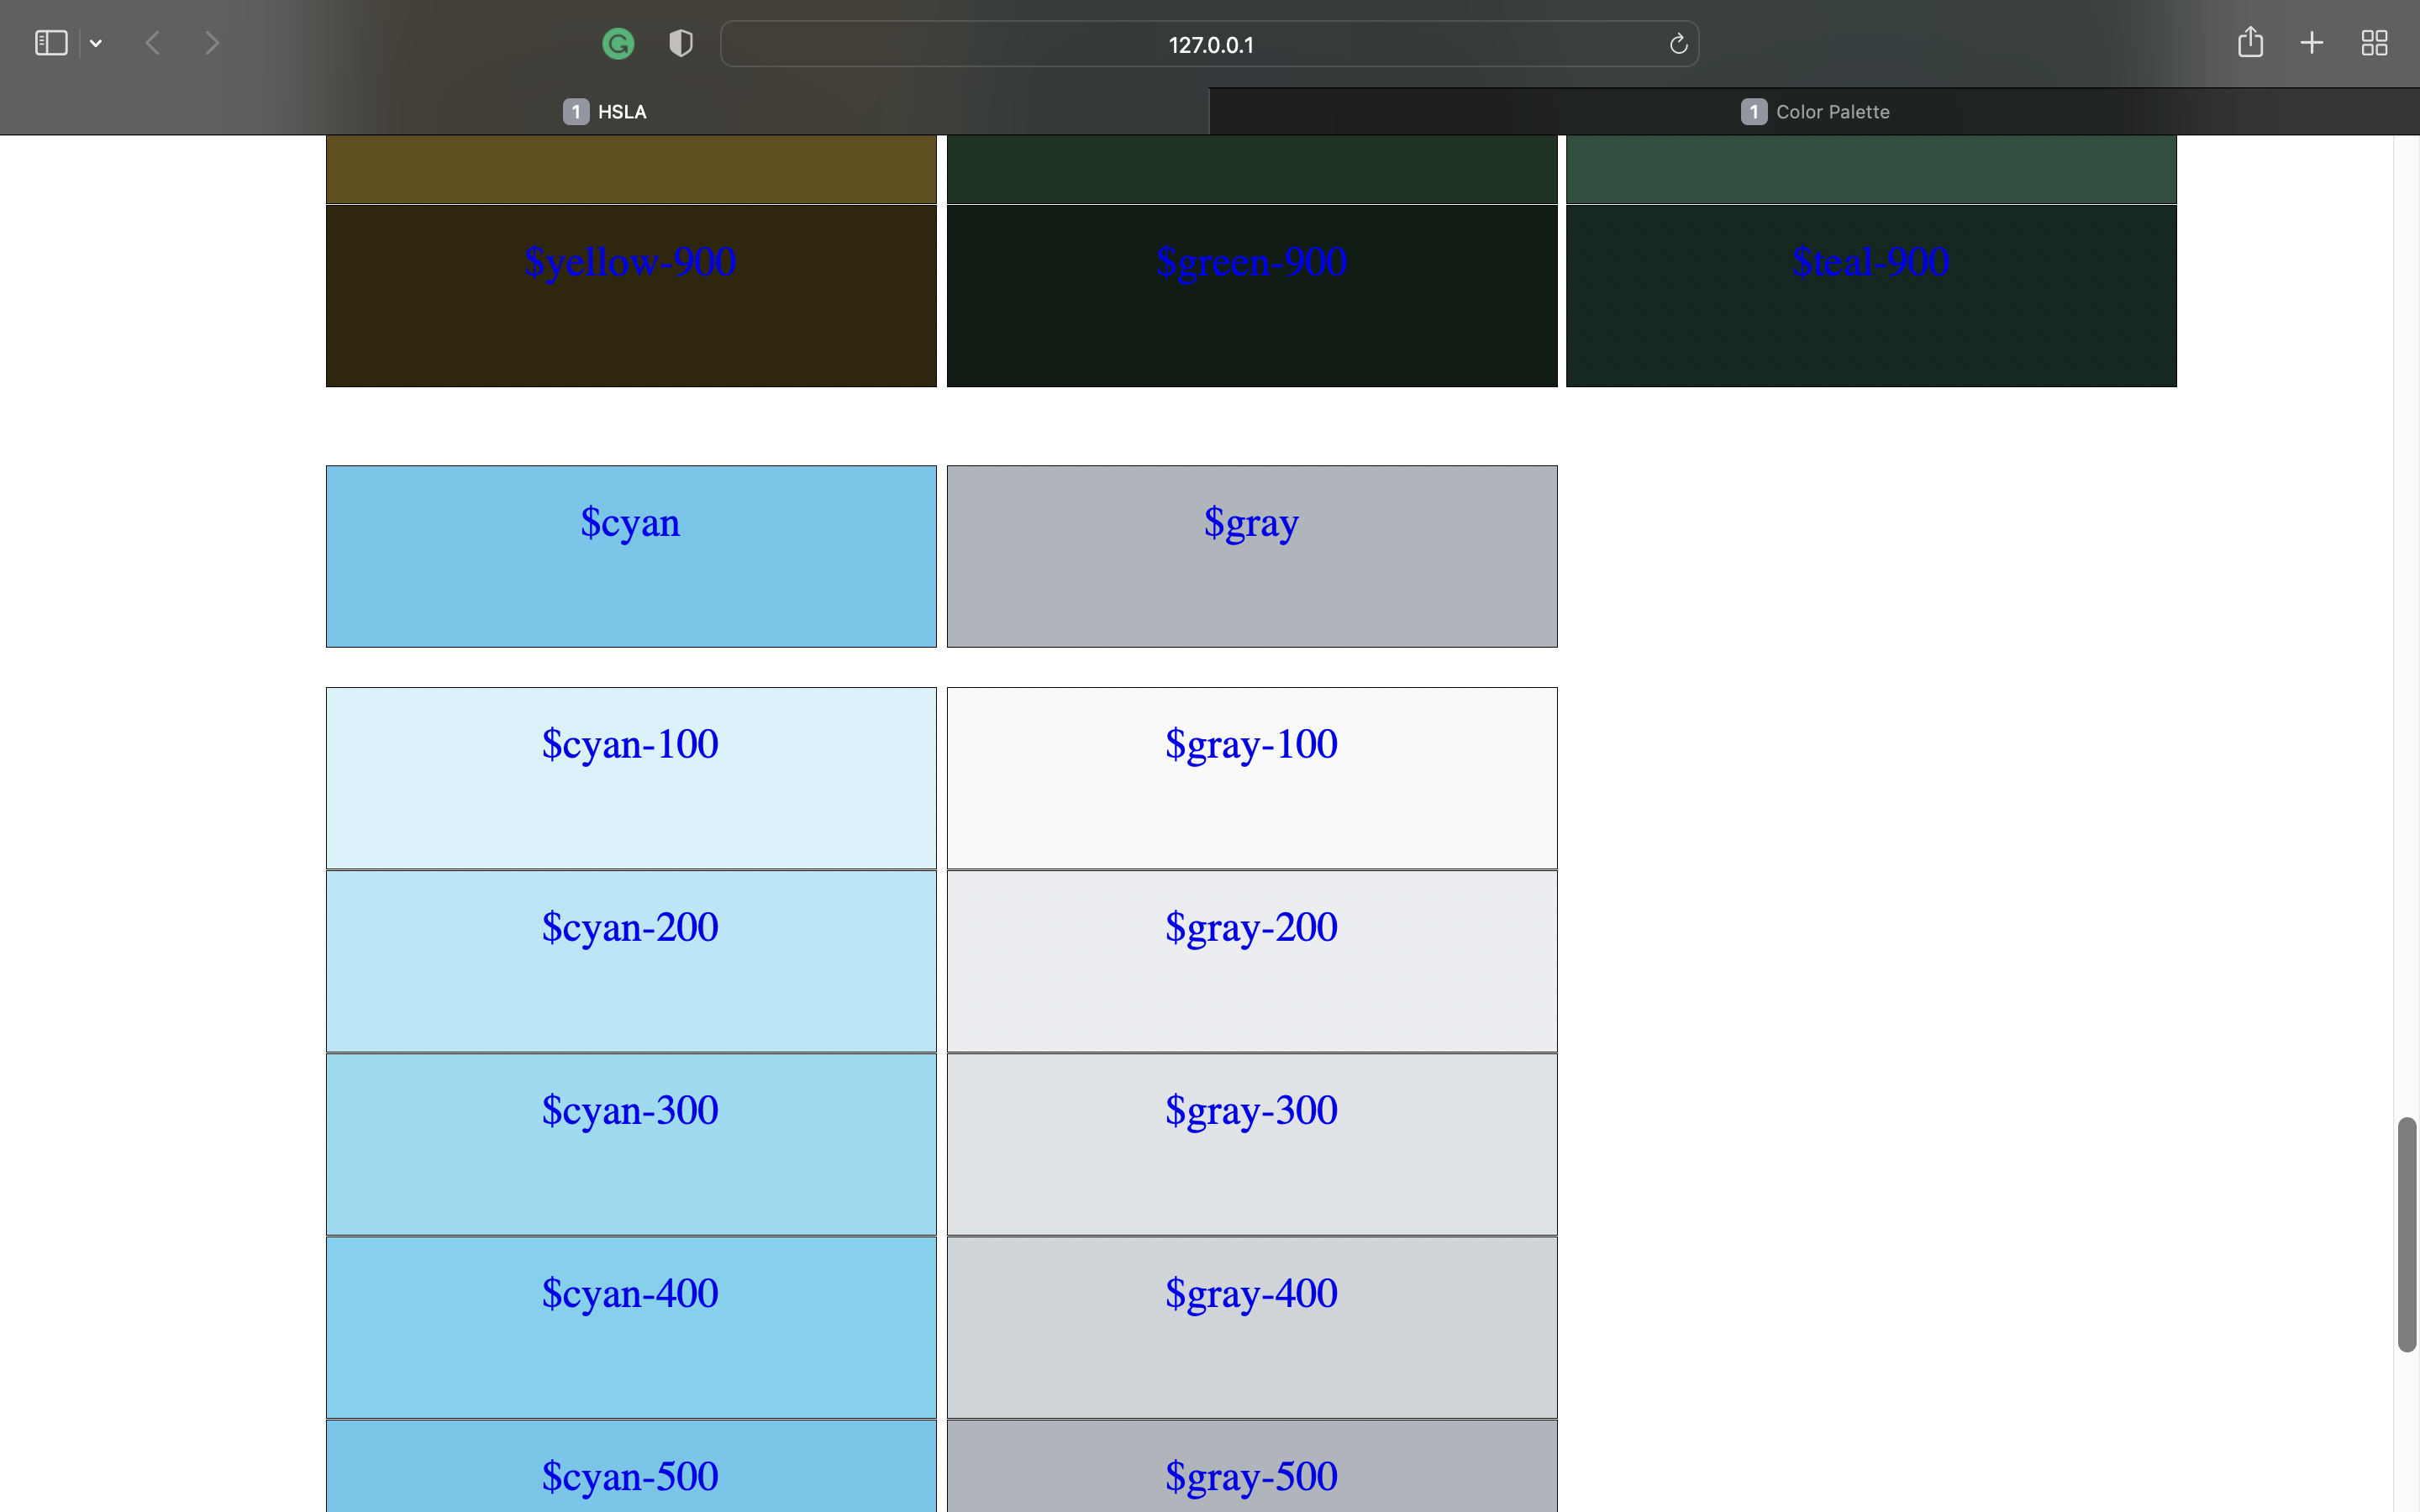 127.0.0.1
1 HSLA
1 Color Palette
$yellow-900 $green-900 $teal-900
$cyan $gray
$cyan-100 $gray-100
$cyan-200 $gray-200
$cyan-300 $gray-300
$cyan-400 $gray-400
$cyan-500 $gray-500